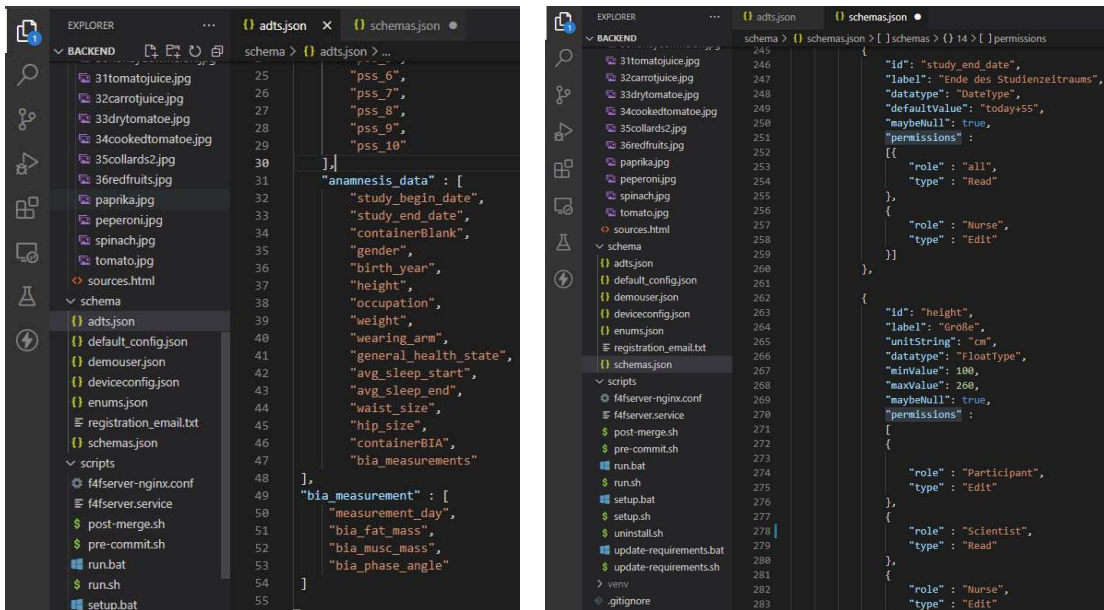 EXPLORER
BACKEND
31tomatojuice.jpg
32carrotjuice.jpg
33drytomatoe.jpg
34cookedtomatoe.jpg
35collards2.jpg
36redfruits.jpg
paprika.jpg
peperoni.jpg
spinach.jpg
tomato.jpg
<> sources.html
schema
{} adts.json
{} default_config.json
{} demouser.json
{} deviceconfig.json
{} enums.json
registration_email.txt
{} schemas.json
scripts
f4fserver-nginx.conf
f4fserver.service
$ post-merge.sh
$ pre-commit.sh
run.bat
$ run.sh
setup.bat
{} adts.json X {} schemas.json ●
schema > {} adts.json > ...
25 "pss_6",
26 "pss_7",
27 "pss_8",
28 "pss_9",
29 "pss_10"
30 ],
31 "anamnesis_data" : [
32 "study_begin_date",
33 "study_end_date",
34 "containerBlank",
35 "gender",
36 "birth_year",
37 "height",
38 "occupation",
39 "weight",
40 "wearing_arm",
41 "general_health_state",
42 "avg_sleep_start",
43 "avg_sleep_end",
44 "waist_size",
45 "hip_size",
46 "containerBIA",
47 "bia_measurements"
48 ],
49 "bia_measurement" : [
50 "measurement_day",
51 "bia_fat_mass",
52 "bia_musc_mass",
53 "bia_phase_angle"
54 ]
55
EXPLORER
BACKEND
31tomatojuice.jpg
32carrotjuice.jpg
33drytomatoe.jpg
34cookedtomatoe.jpg
35collards2.jpg
36redfruits.jpg
paprika.jpg
peperoni.jpg
spinach.jpg
tomato.jpg
<> sources.html
schema
{} adts.json
{} default_config.json
{} demouser.json
{} deviceconfig.json
{} enums.json
registration_email.txt
{} schemas.json
scripts
f4fserver-nginx.conf
f4fserver.service
$ post-merge.sh
$ pre-commit.sh
run.bat
$ run.sh
setup.bat
$ setup.sh
$ uninstall.sh
update-requirements.bat
$ update-requirements.sh
> venv
.gitignore
{} adts.json {} schemas.json ●
schema > {} schemas.json > [ ] schemas > {} 14 > [ ] permissions
245 {
246 "id": "study_end_date",
247 "label": "Ende des Studienzeitraums",
248 "datatype": "DateType",
249 "defaultValue": "today+55",
250 "maybeNull": true,
251 "permissions" :
252 [{
253 "role" : "all",
254 "type" : "Read"
255 },
256 {
257 "role" : "Nurse",
258 "type" : "Edit"
259 }]
260 },
261
262 {
263 "id": "height",
264 "label": "Größe",
265 "unitString": "cm",
266 "datatype": "FloatType",
267 "minValue": 100,
268 "maxValue": 260,
269 "maybeNull": true,
270 "permissions" :
271 [
272 {
273
274 "role" : "Participant",
275 "type" : "Edit"
276 },
277 {
278 "role" : "Scientist",
279 "type" : "Read"
280 },
281 {
282 "role" : "Nurse",
283 "type" : "Edit"